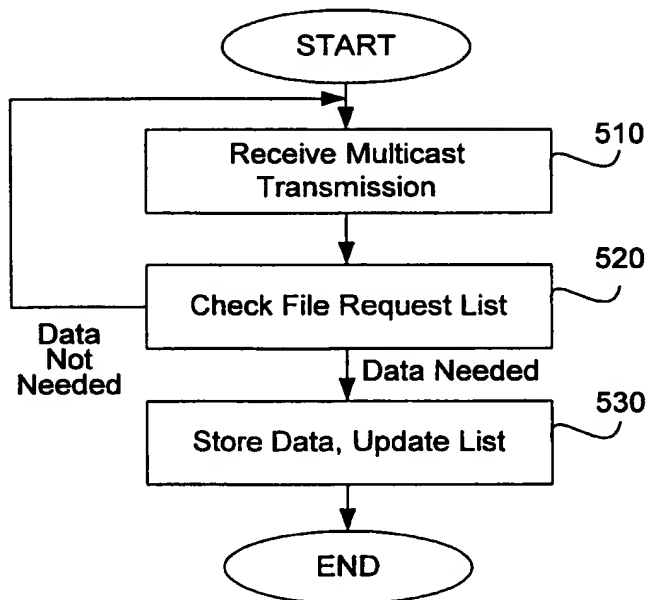 START
Receive Multicast
Transmission
510
Check File Request List
520
Data
Not
Needed
Data Needed
Store Data, Update List
530
END